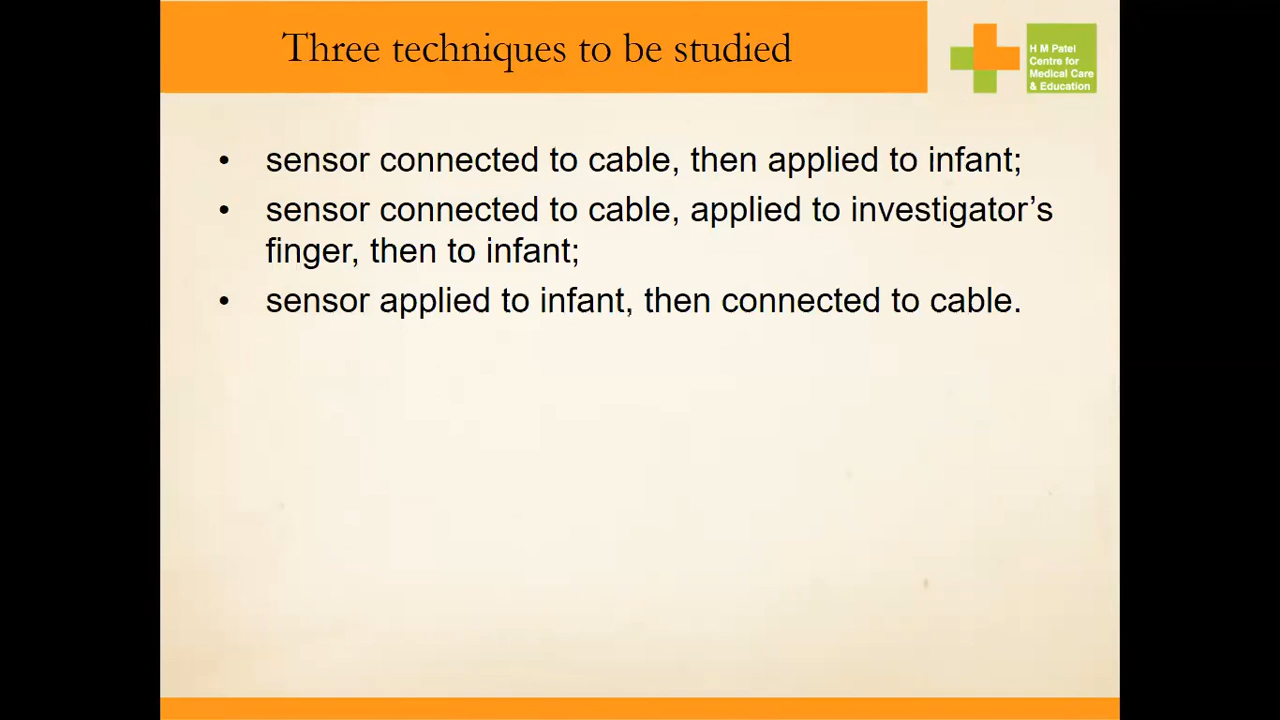 Three techniques to be studied
H M Patel
Centre for
Medical Care
& Education
• sensor connected to cable, then applied to infant;
• sensor connected to cable, applied to investigator’s
finger, then to infant;
• sensor applied to infant, then connected to cable.